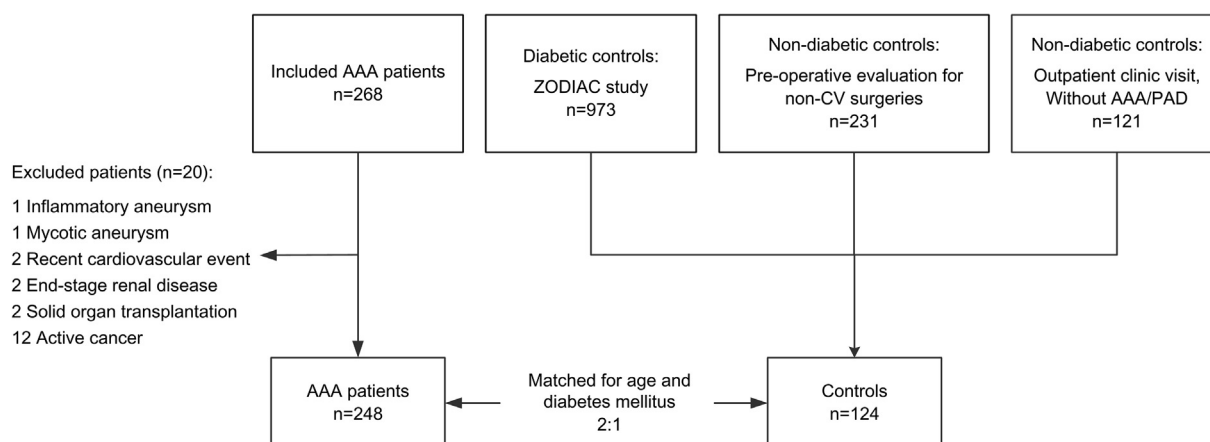 Included AAA patients
n=268
Diabetic controls:
ZODIAC study
n=973
Non-diabetic controls:
Pre-operative evaluation for
non-CV surgeries
n=231
Non-diabetic controls:
Outpatient clinic visit,
Without AAA/PAD
n=121
Excluded patients (n=20):
1 Inflammatory aneurysm
1 Mycotic aneurysm
2 Recent cardiovascular event
2 End-stage renal disease
2 Solid organ transplantation
12 Active cancer
AAA patients
n=248
Matched for age and
diabetes mellitus
2:1
Controls
n=124